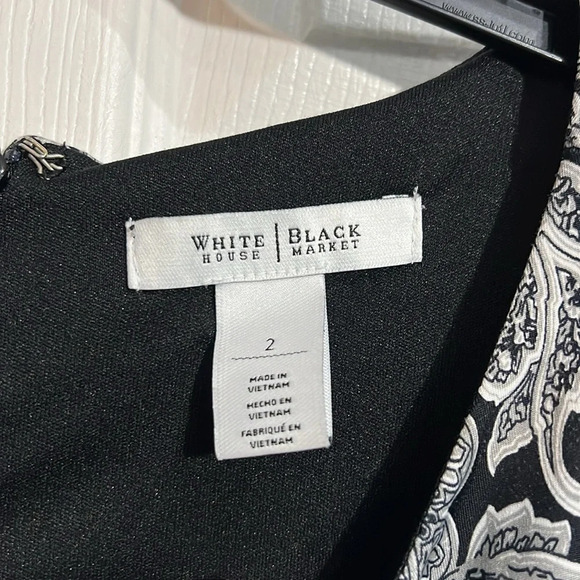 WHITE | BLACK
HOUSE | MARKET
2
MADE IN
VIETNAM
HECHO EN
VIETNAM
FABRIQUÉ EN
VIETNAM